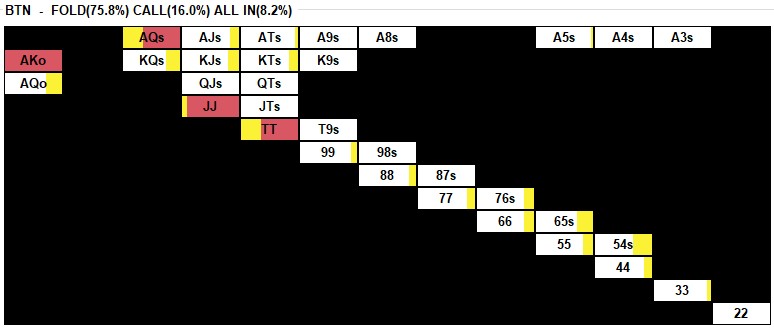 BTN - FOLD(75.8%) CALL(16.0%) ALL IN(8.2%)
AQs AJs ATs A9s A8s A5s A4s A3s
AKo KQs KJs KTs K9s
AQo QJs QTs
JJ JTs
TT T9s
99 98s
88 87s
77 76s
66 65s
55 54s
44
33
22